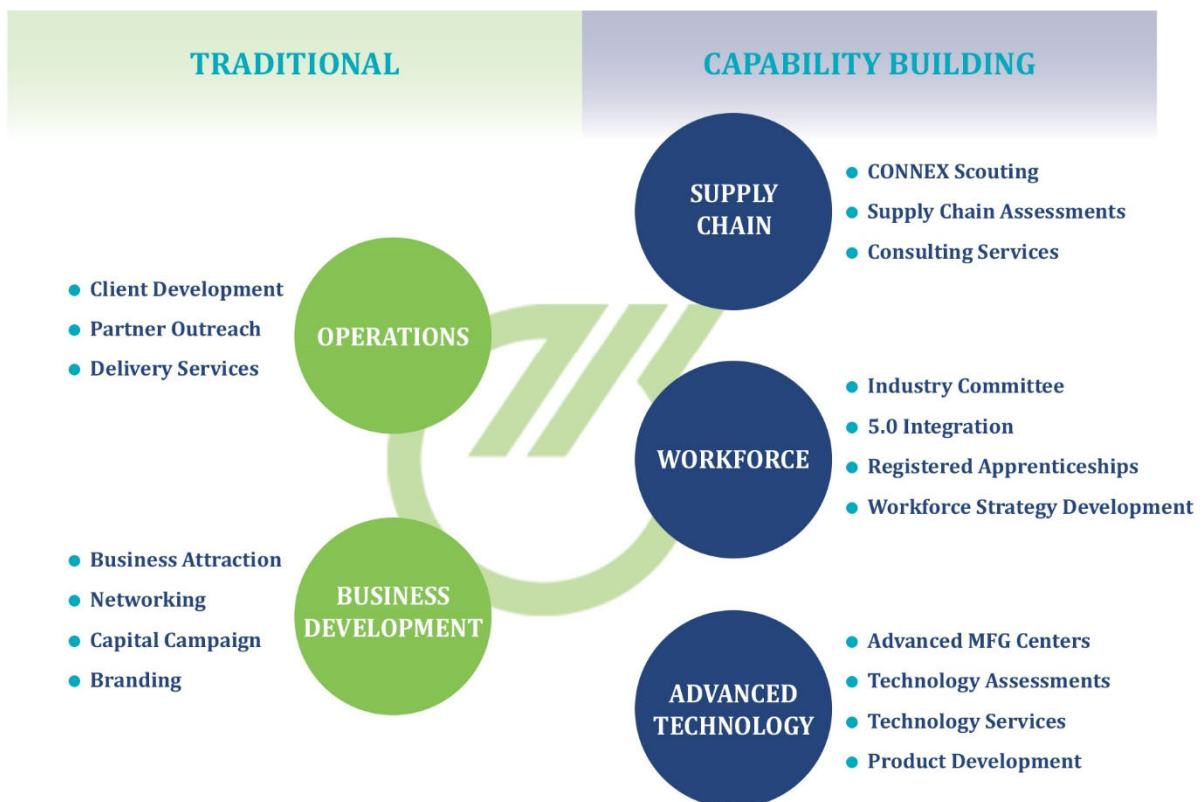 TRADITIONAL
CAPABILITY BUILDING
OPERATIONS
• Client Development
• Partner Outreach
• Delivery Services
BUSINESS
DEVELOPMENT
• Business Attraction
• Networking
• Capital Campaign
• Branding
SUPPLY
CHAIN
• CONNEX Scouting
• Supply Chain Assessments
• Consulting Services
WORKFORCE
• Industry Committee
• 5.0 Integration
• Registered Apprenticeships
• Workforce Strategy Development
ADVANCED
TECHNOLOGY
• Advanced MFG Centers
• Technology Assessments
• Technology Services
• Product Development